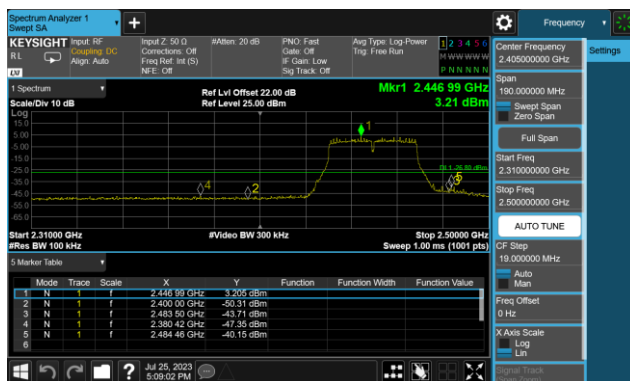 Spectrum Analyzer 1
Swept SA
Frequency
KEYSIGHT
RL
LXI
Input: RF
Coupling: DC
Align: Auto
Input Z: 50 Ω
Corrections: Off
Freq Ref: Int (S)
NFE: Off
#Atten: 20 dB
PNO: Fast
Gate: Off
IF Gain: Low
Sig Track: Off
Avg Type: Log-Power
Trig: Free Run
1 2 3 4 5 6
M W W W W W
P N N N N N
1 Spectrum
Scale/Div 10 dB
Ref Lvl Offset 22.00 dB
Ref Level 25.00 dBm
Mkr1 2.446 99 GHz
3.21 dBm
Log
15.0
5.00
-5.00
-15.0
-25.0
-35.0
-45.0
-55.0
-65.0
1
4
2
5
Start 2.31000 GHz
#Res BW 100 kHz
#Video BW 300 kHz
Stop 2.50000 GHz
Sweep 1.00 ms (1001 pts)
5 Marker Table
Mode Trace Scale X Y Function Function Width Function Value
1 N 1 f 2.446 99 GHz 3.205 dBm
2 N 1 f 2.400 00 GHz -50.31 dBm
3 N 1 f 2.483 50 GHz -43.71 dBm
4 N 1 f 2.380 42 GHz -47.35 dBm
5 N 1 f 2.484 46 GHz -40.15 dBm
6
Jul 25, 2023
5:09:02 PM
Center Frequency
2.405000000 GHz
Settings
Span
190.000000 MHz
Swept Span
Zero Span
Full Span
Start Freq
2.310000000 GHz
Stop Freq
2.500000000 GHz
AUTO TUNE
CF Step
19.000000 MHz
Auto
Man
Freq Offset
0 Hz
X Axis Scale
Log
Lin
Signal Track
(Span Zoom)